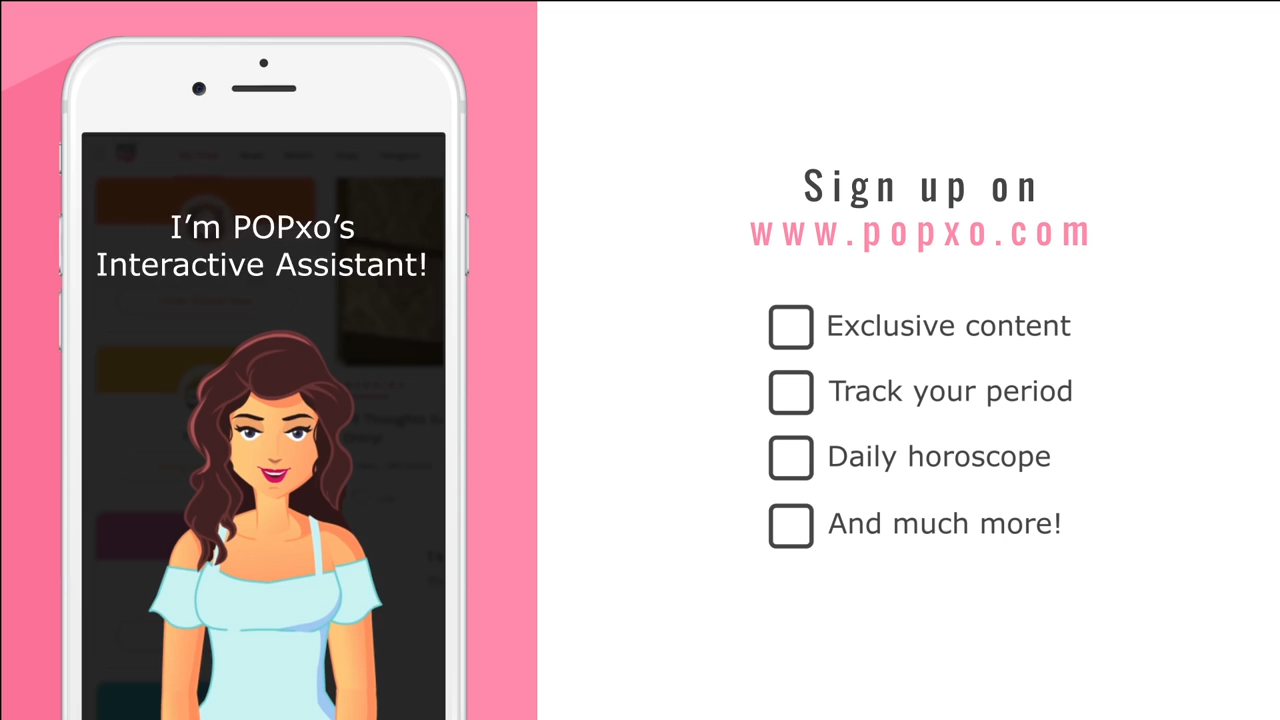 I'm POPxo's
Interactive Assistant!
Sign up on
www.popxo.com
Exclusive content
Track your period
Daily horoscope
And much more!